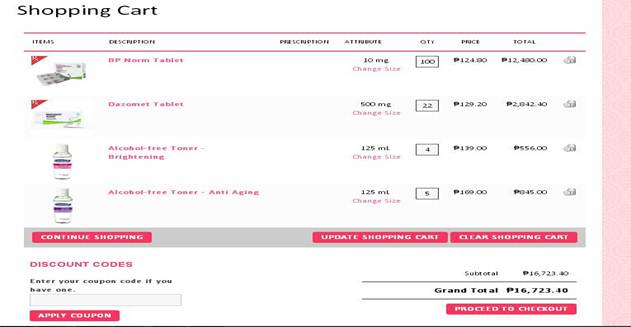 Shopping Cart
ITEMS DESCRIPTION PRESCRIPTION ATTRIBUTE QTY PRICE TOTAL
BP Norm Tablet 10 mg 100 ₱124.80 ₱12,480.00
Change Size
Dazomet Tablet 500 mg 22 ₱129.20 ₱2,842.40
Change Size
Alcohol-free Toner - 125 mL 4 ₱139.00 ₱556.00
Brightening Change Size
Alcohol-free Toner - Anti Aging 125 mL 5 ₱169.00 ₱845.00
Change Size
CONTINUE SHOPPING UPDATE SHOPPING CART CLEAR SHOPPING CART
DISCOUNT CODES
Enter your coupon code if you
have one.
APPLY COUPON
Subtotal ₱16,723.40
Grand Total ₱16,723.40
PROCEED TO CHECKOUT